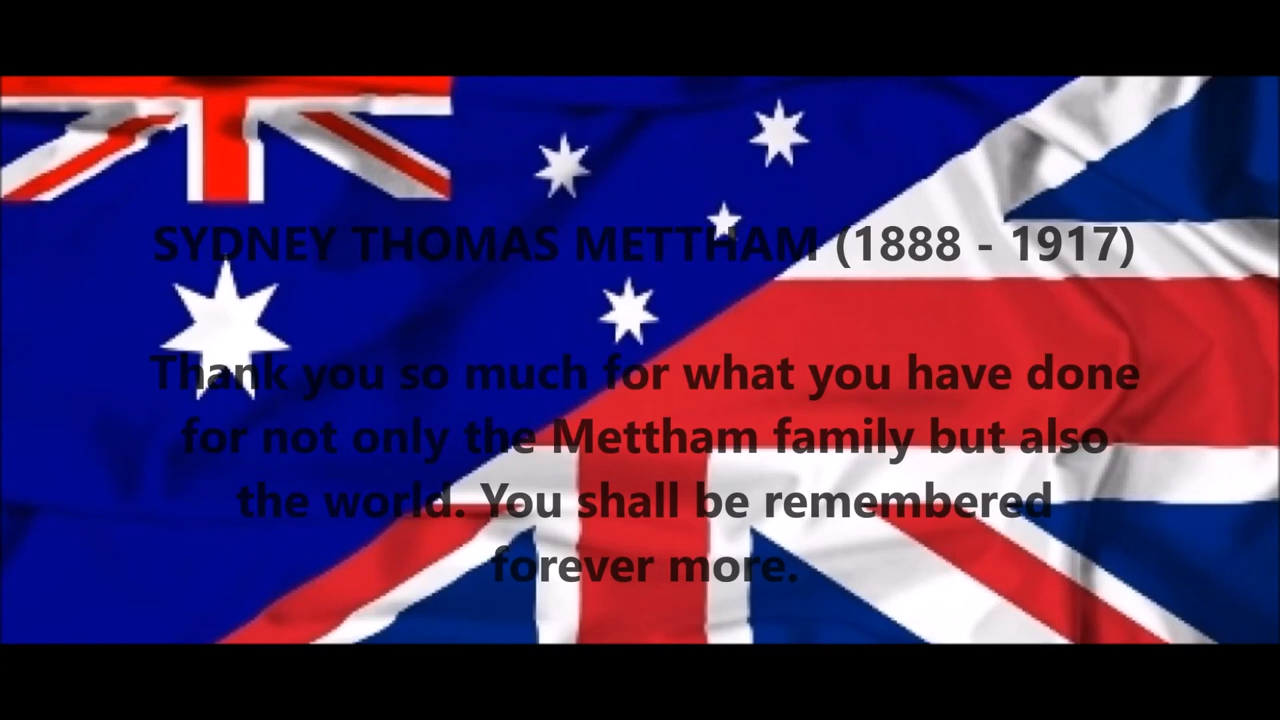 SYDNEY THOMAS METTHAM (1888 - 1917)
Thank you so much for what you have done
for not only the Mettham family but also
the world. You shall be remembered
forever more.